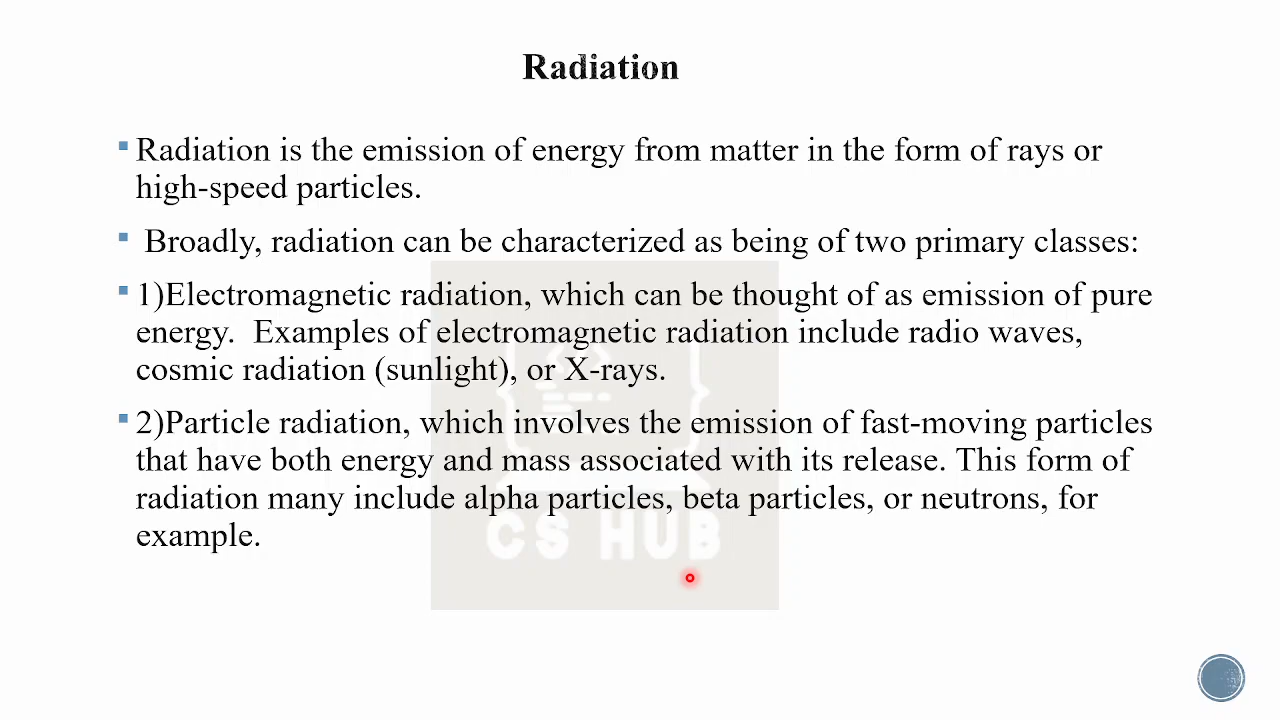 Radiation
Radiation is the emission of energy from matter in the form of rays or
high-speed particles.
Broadly, radiation can be characterized as being of two primary classes:
1)Electromagnetic radiation, which can be thought of as emission of pure
energy.  Examples of electromagnetic radiation include radio waves,
cosmic radiation (sunlight), or X-rays.
2)Particle radiation, which involves the emission of fast-moving particles
that have both energy and mass associated with its release. This form of
radiation many include alpha particles, beta particles, or neutrons, for
example.
CS HUB